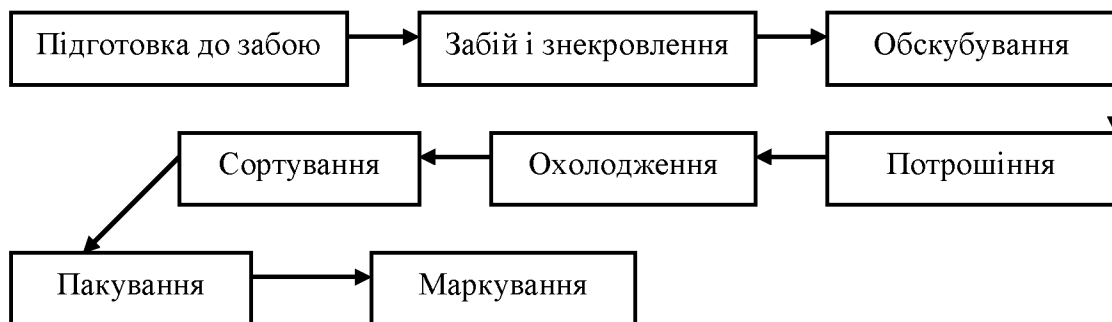 Підготовка до забою
Забій і знекровлення
Обскубування
Потрошіння
Охолодження
Сортування
Пакування
Маркування